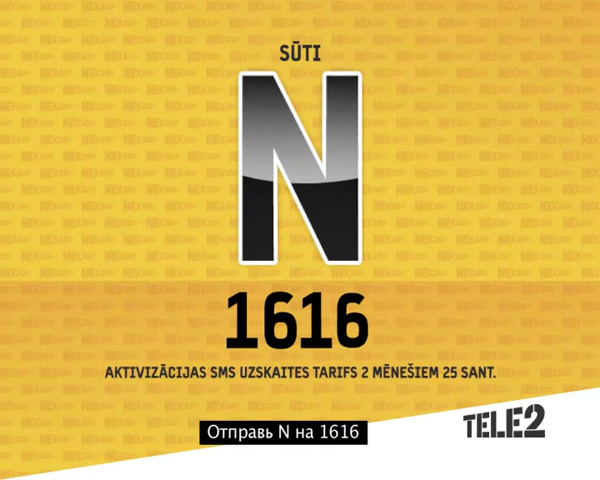 SŪTI
N
1616
AKTIVIZĀCIJAS SMS UZSKAITES TARIFS 2 MĒNEŠIEM 25 SANT.
Отправь N на 1616
TELE2